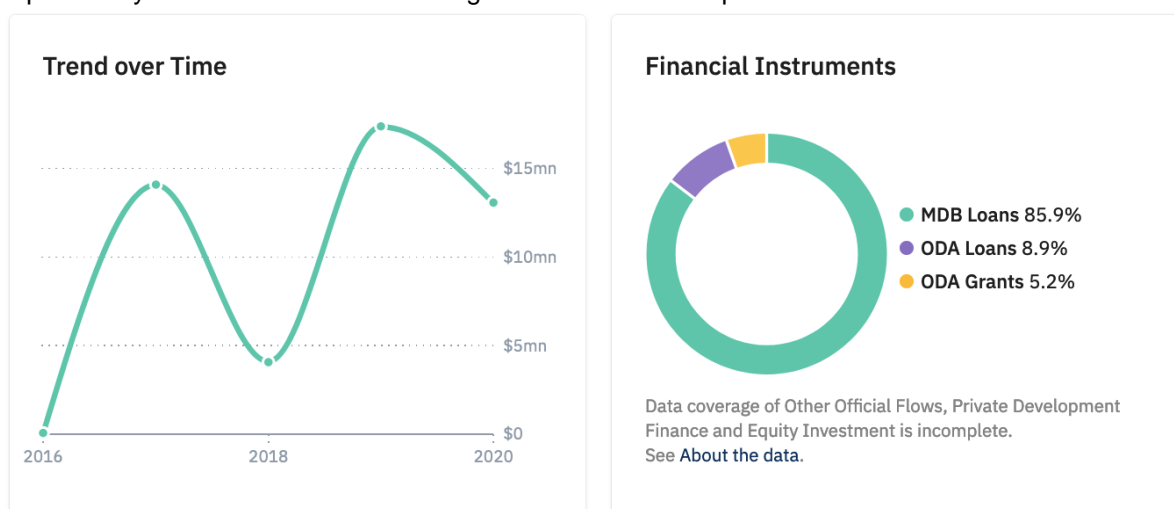 Trend over Time
$15mn
$10mn
$5mn
$0
2016
2018
2020
Financial Instruments
MDB Loans 85.9%
ODA Loans 8.9%
ODA Grants 5.2%
Data coverage of Other Official Flows, Private Development
Finance and Equity Investment is incomplete.
See About the data.